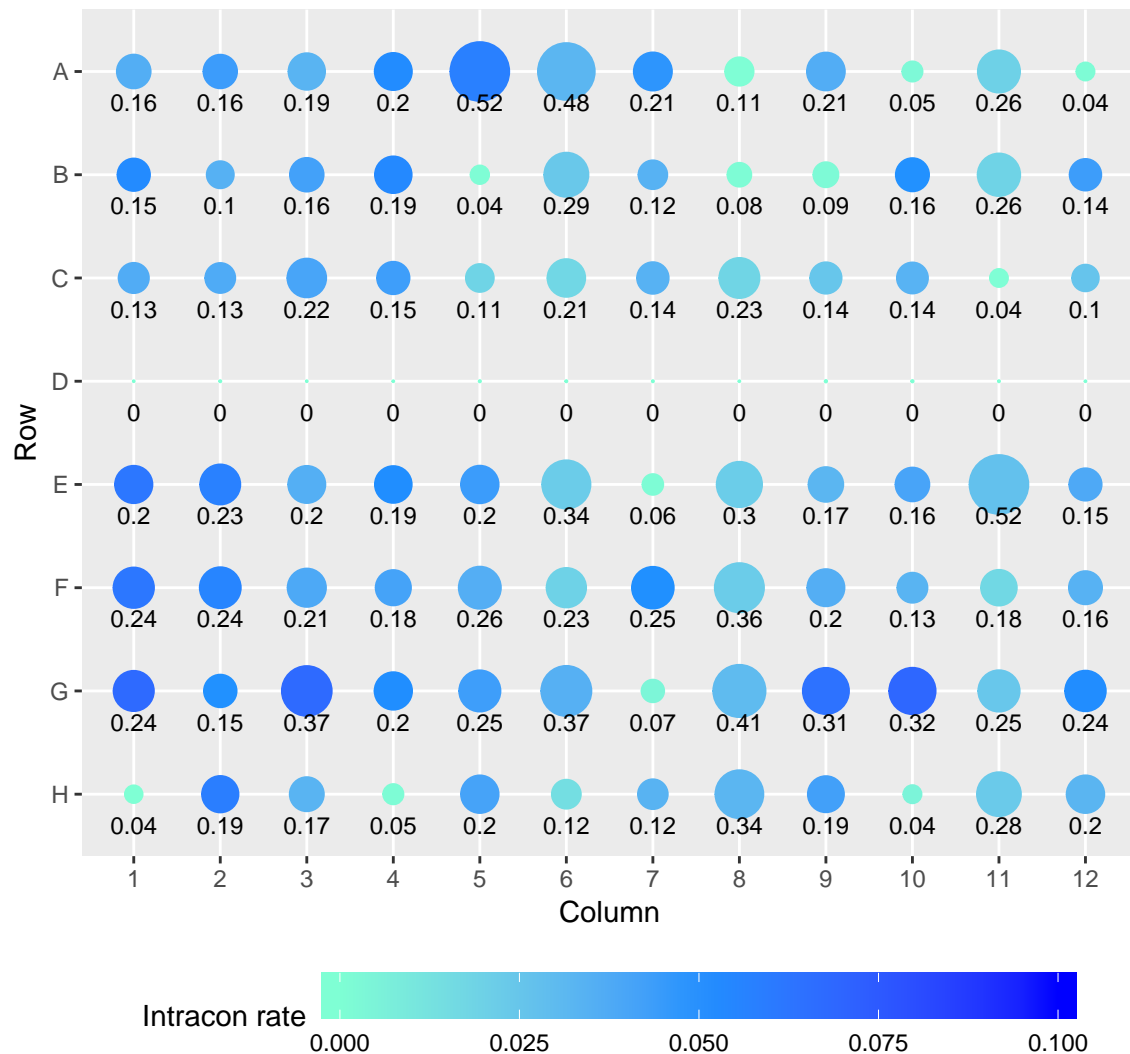 A
0.16 0.16 0.19 0.2 0.52 0.48 0.21 0.11 0.21 0.05 0.26 0.04
B
0.15 0.1 0.16 0.19 0.04 0.29 0.12 0.08 0.09 0.16 0.26 0.14
C
0.13 0.13 0.22 0.15 0.11 0.21 0.14 0.23 0.14 0.14 0.04 0.1
D
0 0 0 0 0 0 0 0 0 0 0 0
Row
E
0.2 0.23 0.2 0.19 0.2 0.34 0.06 0.3 0.17 0.16 0.52 0.15
F
0.24 0.24 0.21 0.18 0.26 0.23 0.25 0.36 0.2 0.13 0.18 0.16
G
0.24 0.15 0.37 0.2 0.25 0.37 0.07 0.41 0.31 0.32 0.25 0.24
H
0.04 0.19 0.17 0.05 0.2 0.12 0.12 0.34 0.19 0.04 0.28 0.2
1 2 3 4 5 6 7 8 9 10 11 12
Column
Intracon rate
0.000 0.025 0.050 0.075 0.100